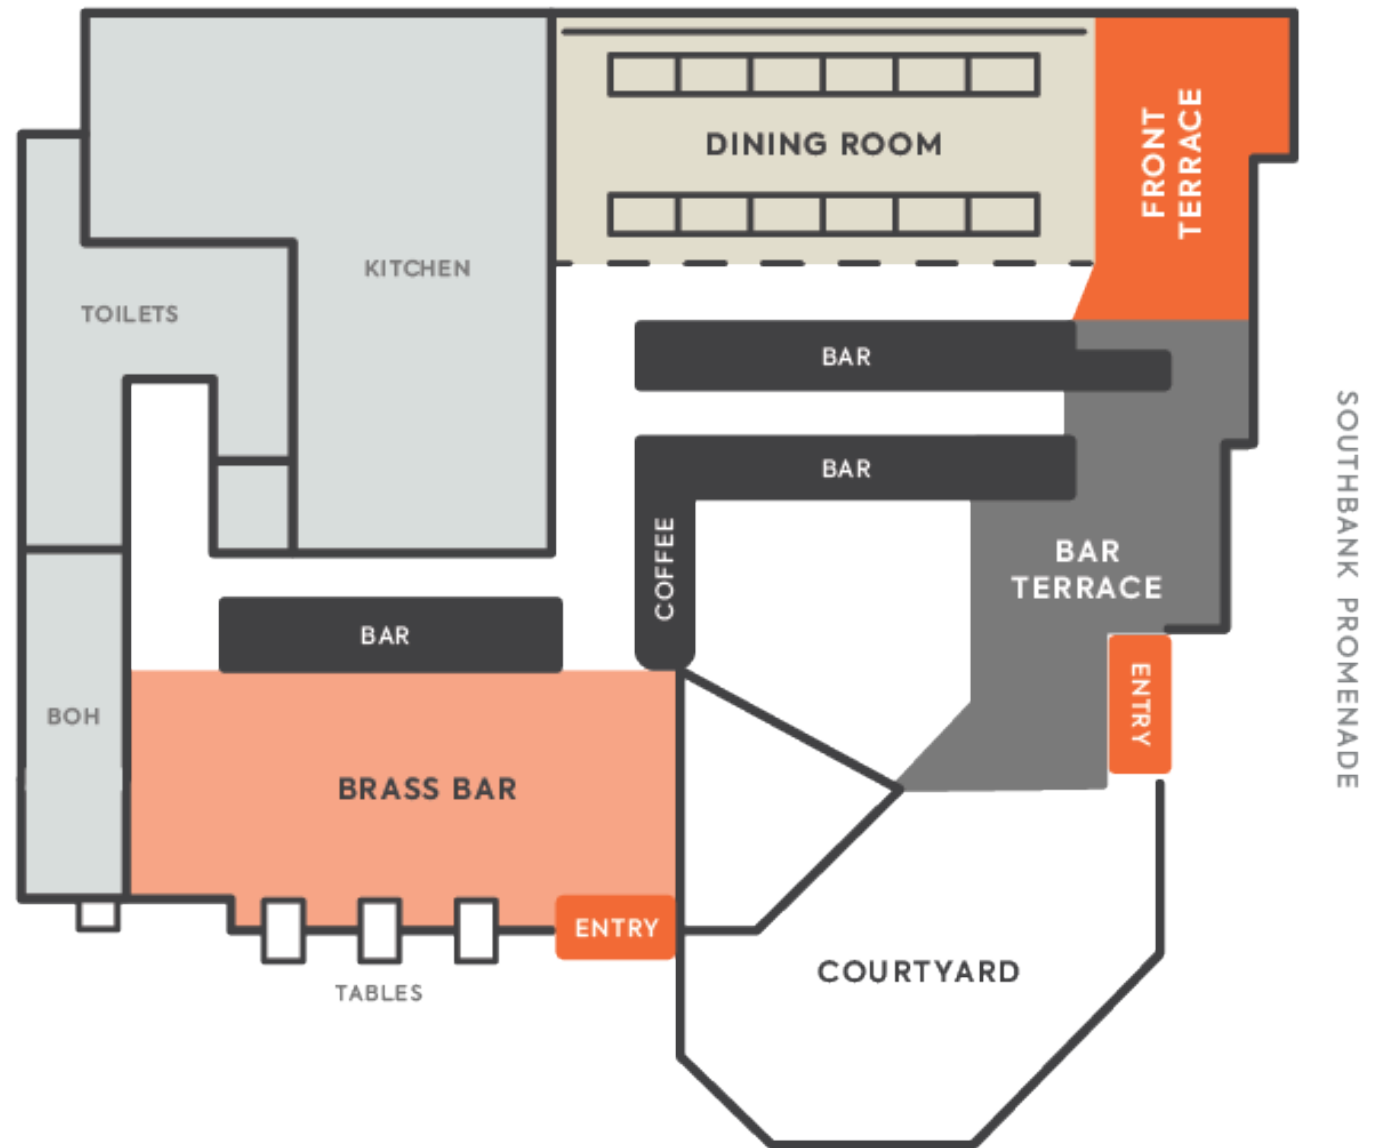 DINING ROOM
FRONT
TERRACE
KITCHEN
TOILETS
BAR
BAR
COFFEE
BAR
TERRACE
SOUTHBANK PROMENADE
BAR
ENTRY
BOH
BRASS BAR
ENTRY
COURTYARD
TABLES